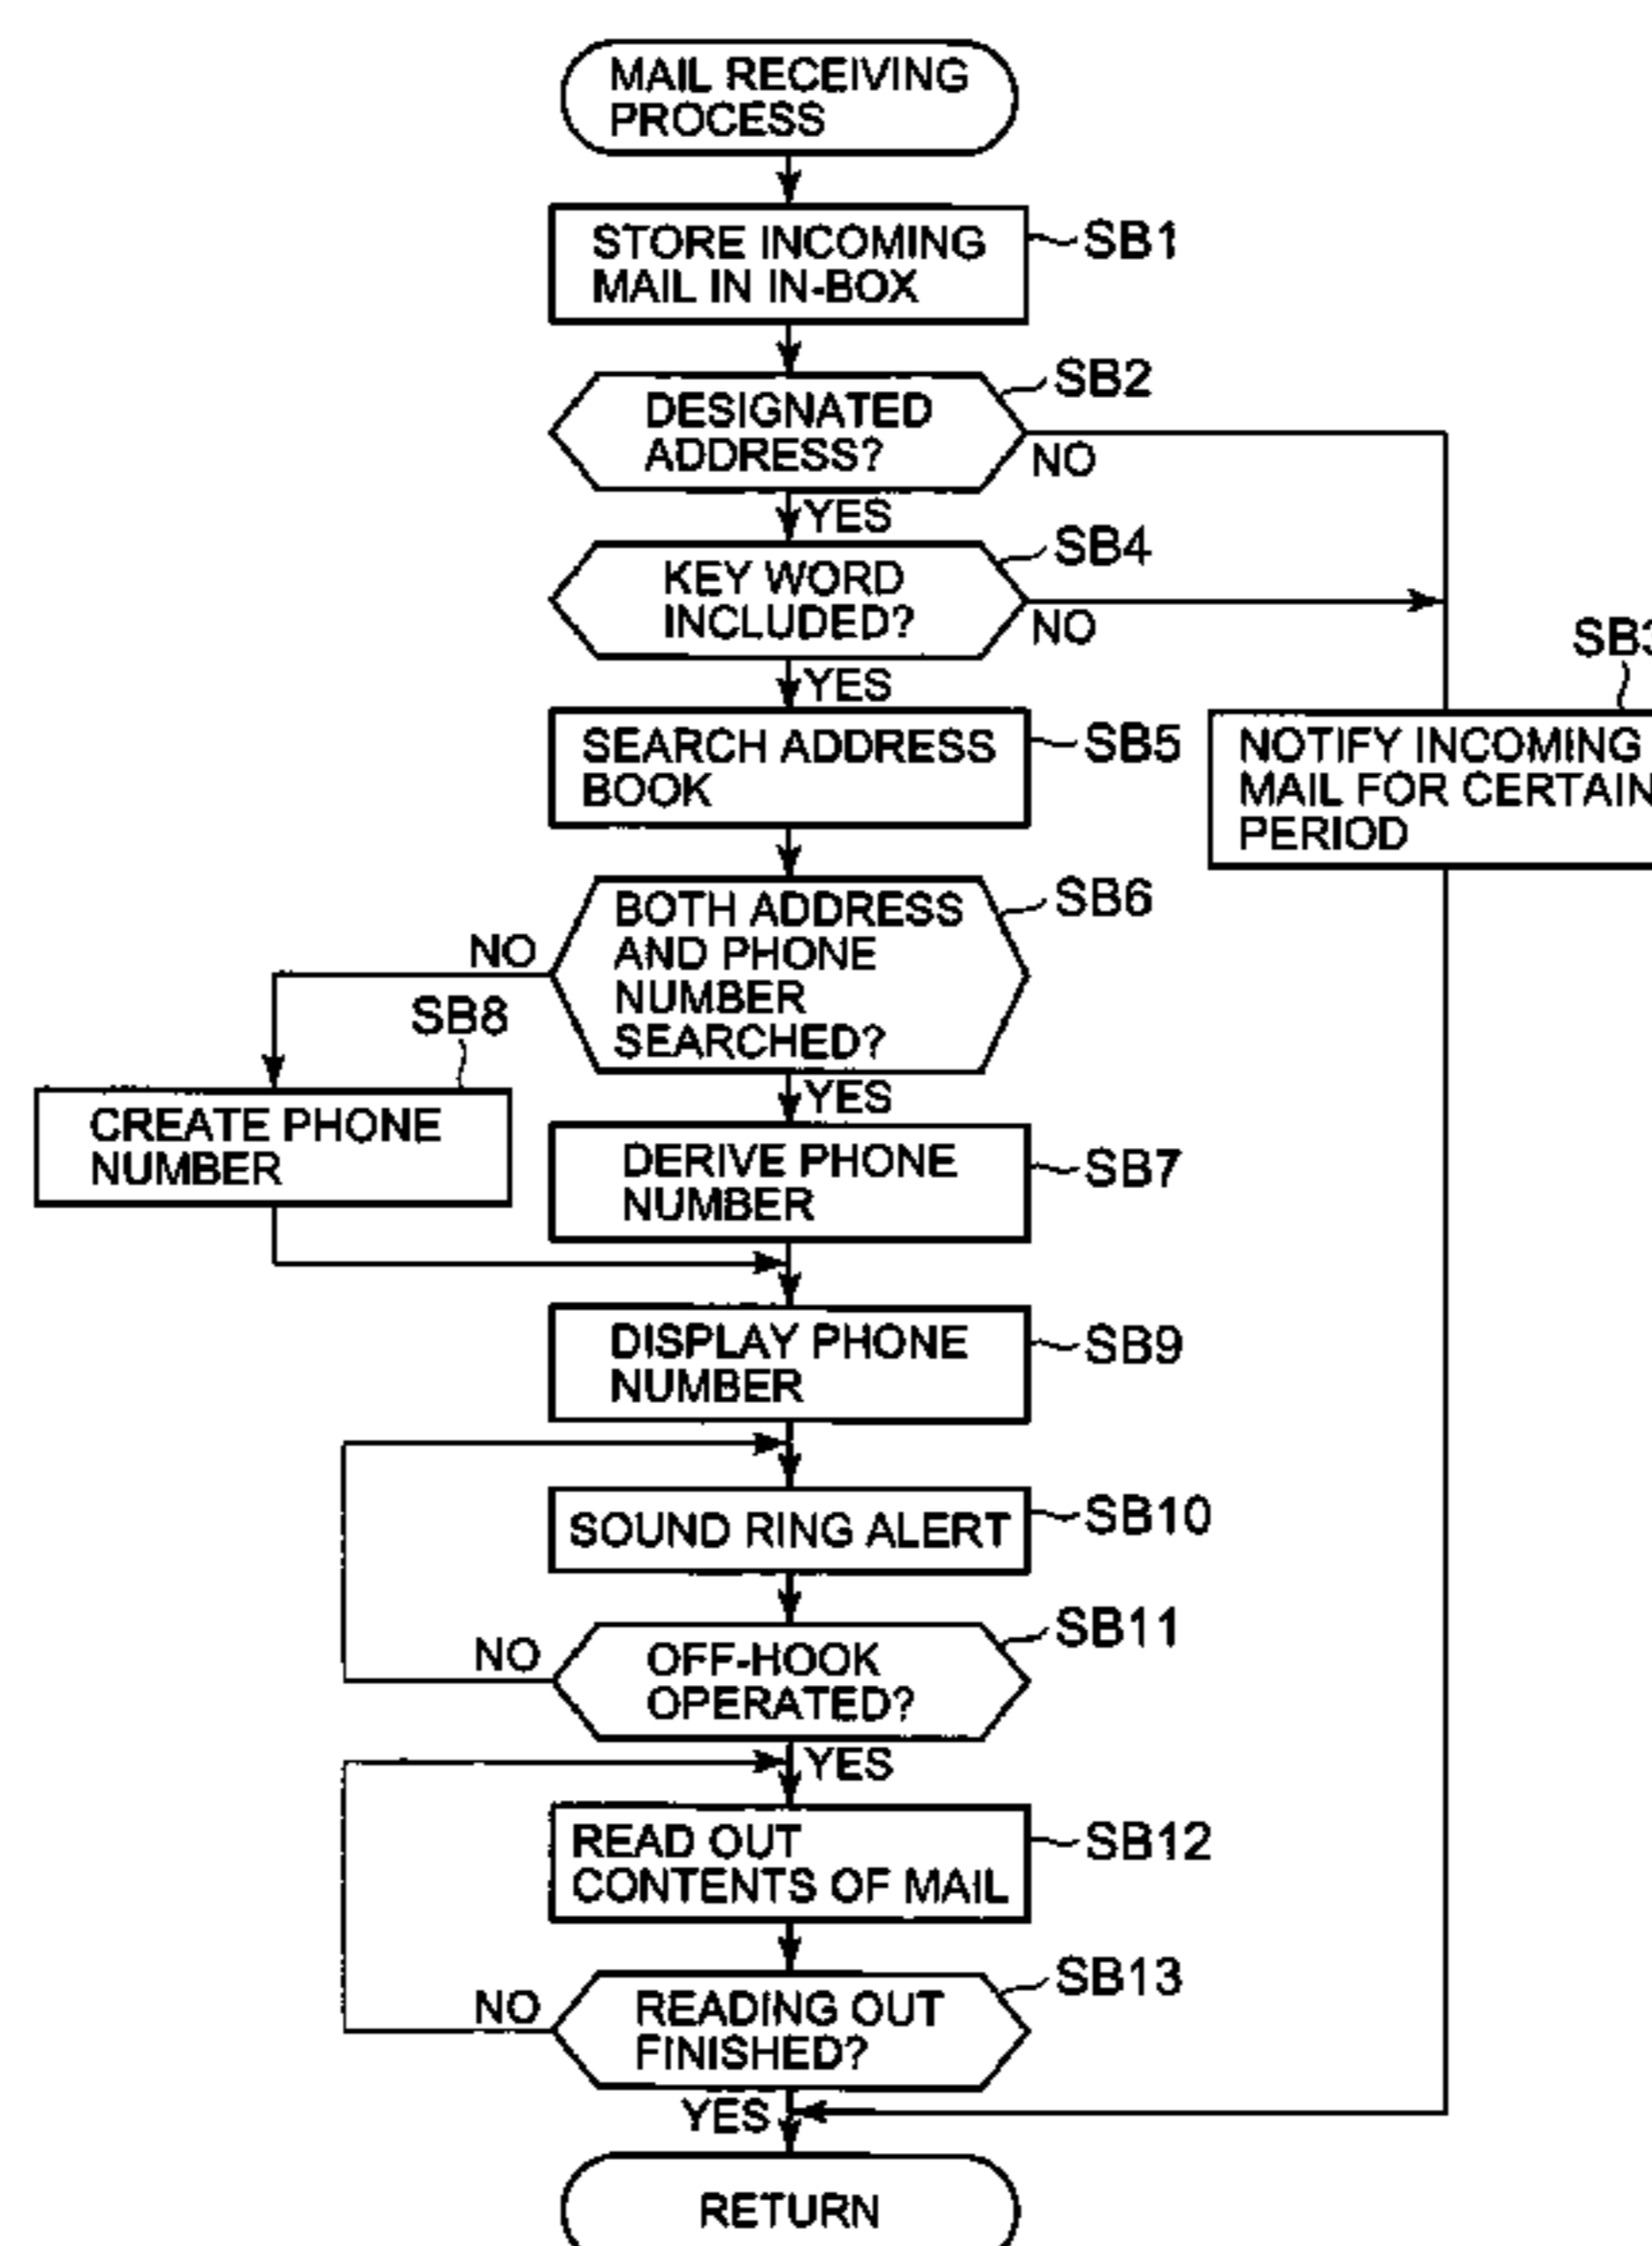 MAIL RECEIVING
PROCESS
STORE INCOMING
MAIL IN IN-BOX
SB1
DESIGNATED
ADDRESS?
SB2
NO
YES
KEY WORD
INCLUDED?
SB4
NO
YES
SB3
NOTIFY INCOMING
MAIL FOR CERTAIN
PERIOD
SEARCH ADDRESS
BOOK
SB5
BOTH ADDRESS
AND PHONE
NUMBER
SEARCHED?
SB6
NO
SB8
CREATE PHONE
NUMBER
YES
DERIVE PHONE
NUMBER
SB7
DISPLAY PHONE
NUMBER
SB9
SOUND RING ALERT
SB10
OFF-HOOK
OPERATED?
SB11
NO
YES
READ OUT
CONTENTS OF MAIL
SB12
READING OUT
FINISHED?
SB13
NO
YES
RETURN